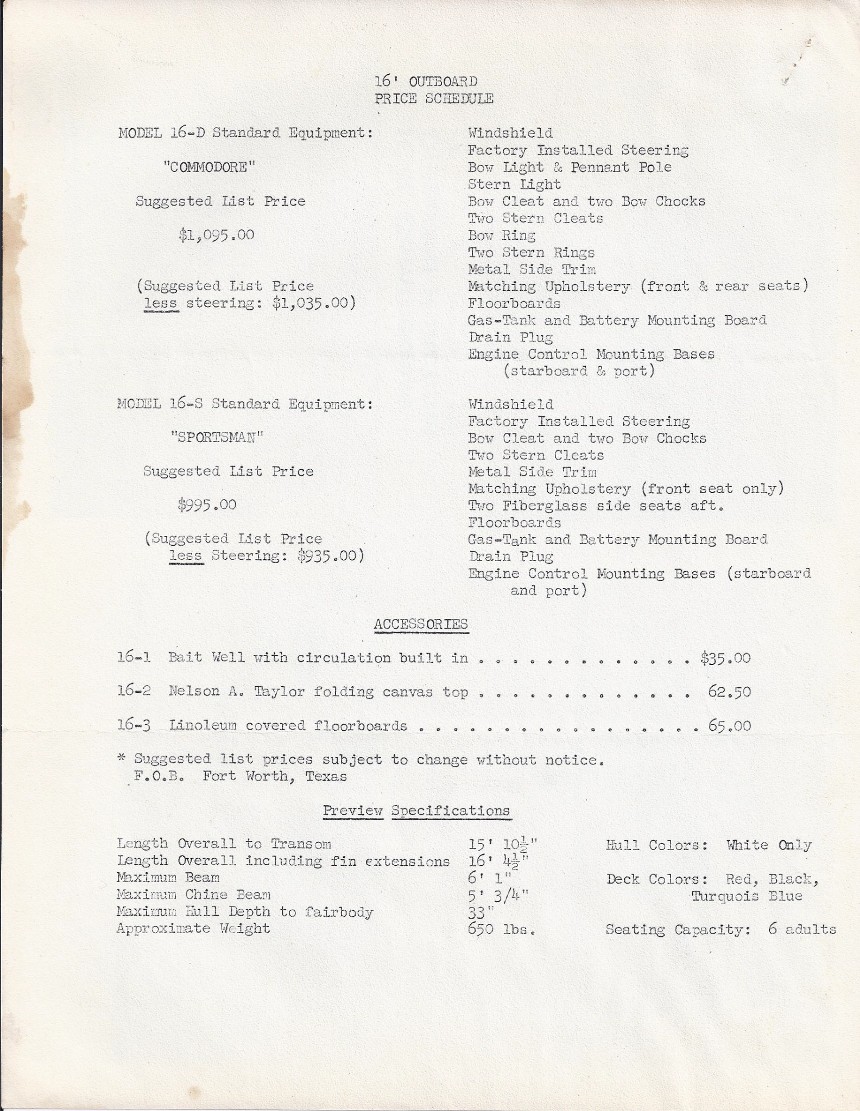 16' OUTBOARD
PRICE SCHEDULE
MODEL 16-D Standard Equipment:
"COMMODORE"
Suggested List Price
$1,095.00
(Suggested List Price
less steering: $1,035.00)
Windshield
Factory Installed Steering
Bow Light & Pennant Pole
Stern Light
Bow Cleat and two Bow Chocks
Two Stern Cleats
Bow Ring
Two Stern Rings
Metal Side Trim
Matching Upholstery (front & rear seats)
Floorboards
Gas-Tank and Battery Mounting Board
Drain Plug
Engine Control Mounting Bases
(starboard & port)
MODEL 16-S Standard Equipment:
"SPORTSMAN"
Suggested List Price
$995.00
(Suggested List Price
less Steering: $935.00)
Windshield
Factory Installed Steering
Bow Cleat and two Bow Chocks
Two Stern Cleats
Metal Side Trim
Matching Upholstery (front seat only)
Two Fiberglass side seats aft.
Floorboards
Gas-Tank and Battery Mounting Board
Drain Plug
Engine Control Mounting Bases (starboard
and port)
ACCESSORIES
16-1 Bait Well with circulation built in . . . . . . . . . . . . . $35.00
16-2 Nelson A. Taylor folding canvas top . . . . . . . . . . . . . 62.50
16-3 Linoleum covered floorboards . . . . . . . . . . . . . . . . . 65.00
* Suggested list prices subject to change without notice.
F.O.B. Fort Worth, Texas
Preview Specifications
Length Overall to Transom 15' 10½"
Length Overall including fin extensions 16' 4½"
Maximum Beam 6' 1"
Maximum Chine Beam 5' 3/4"
Maximum Hull Depth to fairbody 33"
Approximate Weight 650 lbs.
Hull Colors: White Only
Deck Colors: Red, Black,
Turquois Blue
Seating Capacity: 6 adults